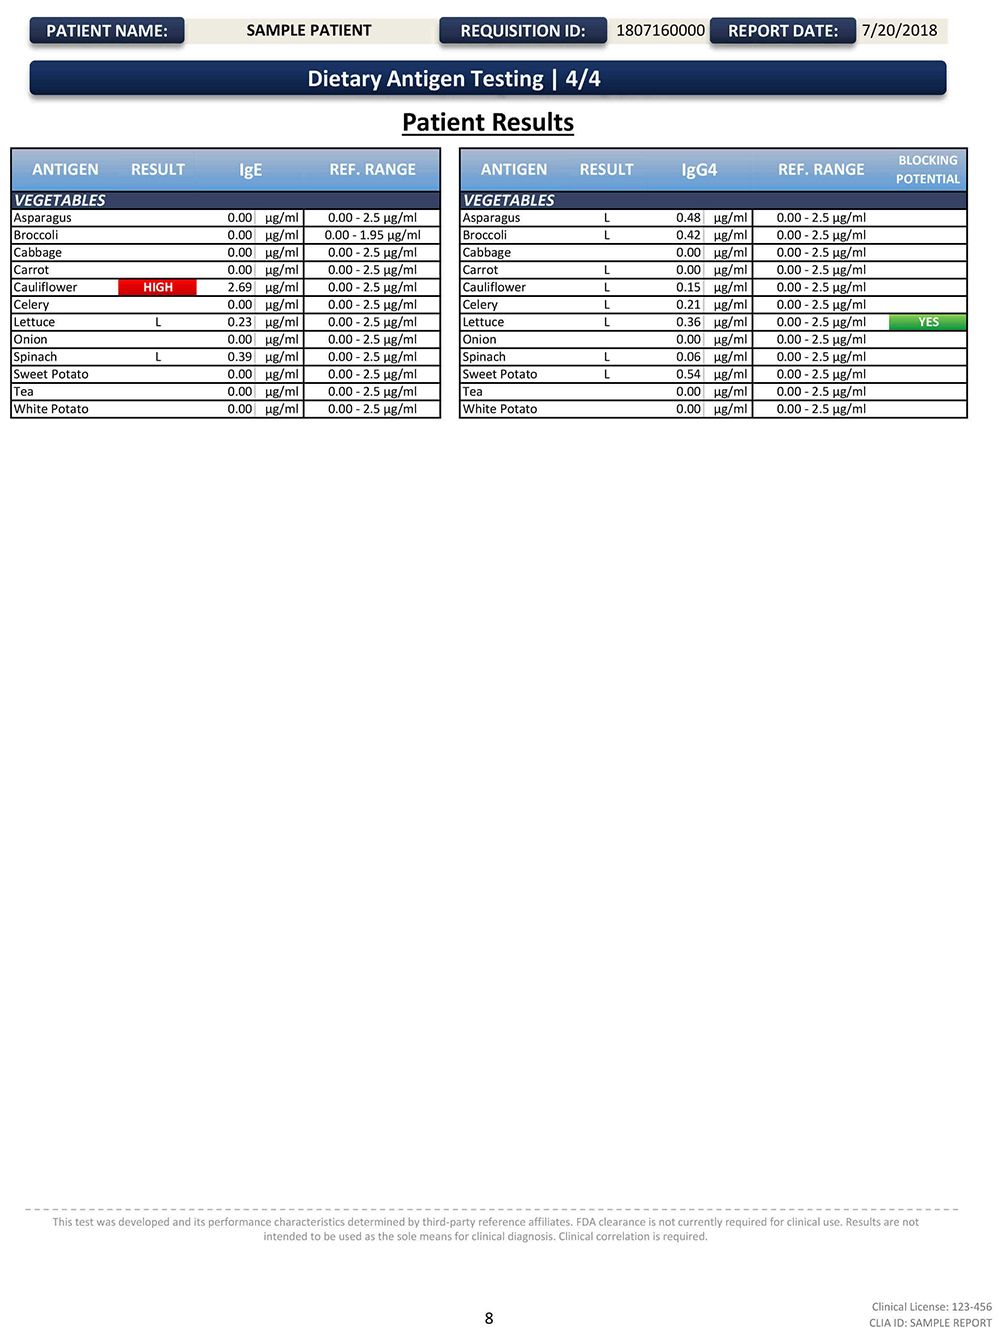 PATIENT NAME: SAMPLE PATIENT REQUISITION ID: 1807160000 REPORT DATE: 7/20/2018
Dietary Antigen Testing | 4/4
Patient Results
ANTIGEN RESULT IgE REF. RANGE
VEGETABLES
Asparagus 0.00 µg/ml 0.00 - 2.5 µg/ml
Broccoli 0.00 µg/ml 0.00 - 1.95 µg/ml
Cabbage 0.00 µg/ml 0.00 - 2.5 µg/ml
Carrot 0.00 µg/ml 0.00 - 2.5 µg/ml
Cauliflower HIGH 2.69 µg/ml 0.00 - 2.5 µg/ml
Celery 0.00 µg/ml 0.00 - 2.5 µg/ml
Lettuce L 0.23 µg/ml 0.00 - 2.5 µg/ml
Onion 0.00 µg/ml 0.00 - 2.5 µg/ml
Spinach L 0.39 µg/ml 0.00 - 2.5 µg/ml
Sweet Potato 0.00 µg/ml 0.00 - 2.5 µg/ml
Tea 0.00 µg/ml 0.00 - 2.5 µg/ml
White Potato 0.00 µg/ml 0.00 - 2.5 µg/ml
ANTIGEN RESULT IgG4 REF. RANGE BLOCKING
POTENTIAL
VEGETABLES
Asparagus L 0.48 µg/ml 0.00 - 2.5 µg/ml
Broccoli L 0.42 µg/ml 0.00 - 2.5 µg/ml
Cabbage 0.00 µg/ml 0.00 - 2.5 µg/ml
Carrot L 0.00 µg/ml 0.00 - 2.5 µg/ml
Cauliflower L 0.15 µg/ml 0.00 - 2.5 µg/ml
Celery L 0.21 µg/ml 0.00 - 2.5 µg/ml
Lettuce L 0.36 µg/ml 0.00 - 2.5 µg/ml YES
Onion 0.00 µg/ml 0.00 - 2.5 µg/ml
Spinach L 0.06 µg/ml 0.00 - 2.5 µg/ml
Sweet Potato L 0.54 µg/ml 0.00 - 2.5 µg/ml
Tea 0.00 µg/ml 0.00 - 2.5 µg/ml
White Potato 0.00 µg/ml 0.00 - 2.5 µg/ml
This test was developed and its performance characteristics determined by third-party reference affiliates. FDA clearance is not currently required for clinical use. Results are not
intended to be used as the sole means for clinical diagnosis. Clinical correlation is required.
Clinical License: 123-456
8
CLIA ID: SAMPLE REPORT